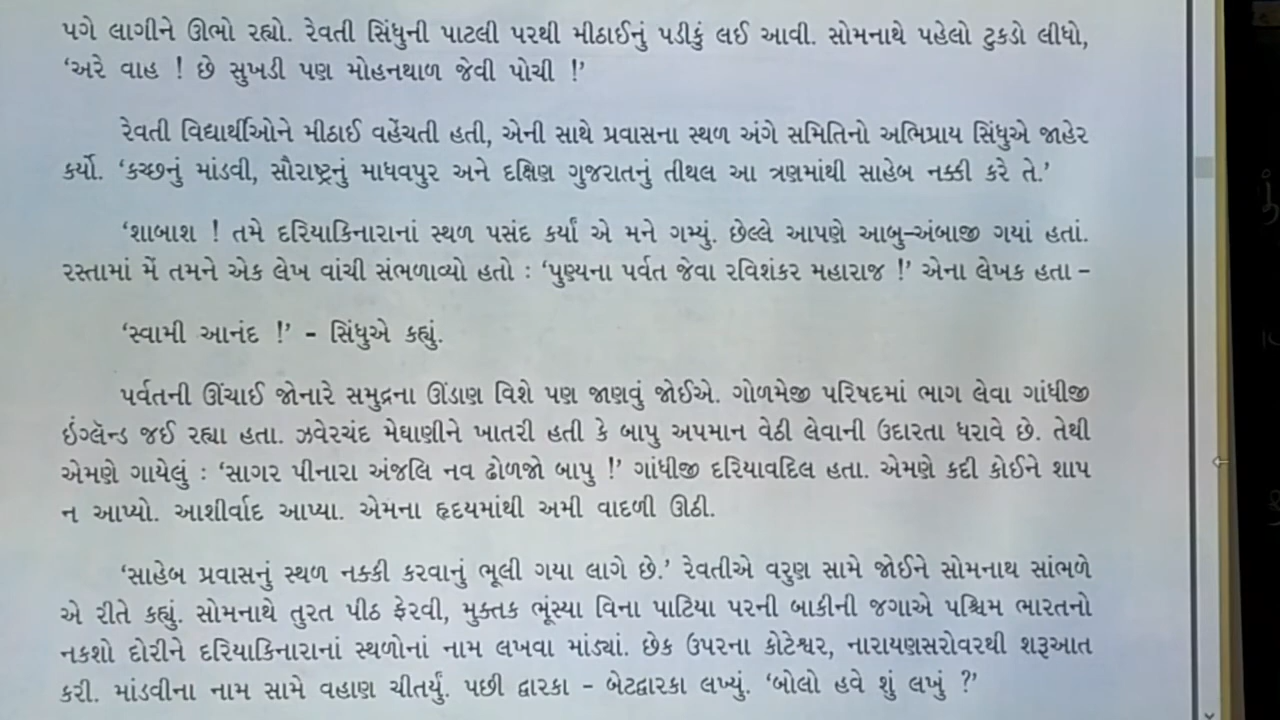 પગે લાગીને ઊભો રહ્યો. રેવતી સિંધુની પાટલી પરથી મીઠાઈનું પડીકું લઈ આવી. સોમનાથે પહેલો ટુકડો લીધો,
‘અરે વાહ ! છે સુખડી પણ મોહનથાળ જેવી પોચી !’
રેવતી વિદ્યાર્થીઓને મીઠાઈ વહેંચતી હતી, એની સાથે પ્રવાસના સ્થળ અંગે સમિતિનો અભિપ્રાય સિંધુએ જાહેર
કર્યો. ‘કચ્છનું માંડવી, સૌરાષ્ટ્રનું માધવપુર અને દક્ષિણ ગુજરાતનું તીથલ આ ત્રણમાંથી સાહેબ નક્કી કરે તે.’
‘શાબાશ ! તમે દરિયાકિનારાનાં સ્થળ પસંદ કર્યાં એ મને ગમ્યું. છેલ્લે આપણે આબુ-અંબાજી ગયાં હતાં.
રસ્તામાં મેં તમને એક લેખ વાંચી સંભળાવ્યો હતો : ‘પુણ્યના પર્વત જેવા રવિશંકર મહારાજ !’ એના લેખક હતા –
‘સ્વામી આનંદ !’ – સિંધુએ કહ્યું.
પર્વતની ઊંચાઈ જોનારે સમુદ્રના ઊંડાણ વિશે પણ જાણવું જોઈએ. ગોળમેજી પરિષદમાં ભાગ લેવા ગાંધીજી
ઇંગ્લૅન્ડ જઈ રહ્યા હતા. ઝવેરચંદ મેઘાણીને ખાતરી હતી કે બાપુ અપમાન વેઠી લેવાની ઉદારતા ધરાવે છે. તેથી
એમણે ગાયેલું : ‘સાગર પીનારા અંજલિ નવ ઢોળજો બાપુ !’ ગાંધીજી દરિયાવદિલ હતા. એમણે કદી કોઈને શાપ
ન આપ્યો. આશીર્વાદ આપ્યા. એમના હૃદયમાંથી અમી વાદળી ઊઠી.
‘સાહેબ પ્રવાસનું સ્થળ નક્કી કરવાનું ભૂલી ગયા લાગે છે.’ રેવતીએ વરુણ સામે જોઈને સોમનાથ સાંભળે
એ રીતે કહ્યું. સોમનાથે તુરત પીઠ ફેરવી, મુક્તક ભૂંસ્યા વિના પાટિયા પરની બાકીની જગાએ પશ્ચિમ ભારતનો
નકશો દોરીને દરિયાકિનારાનાં સ્થળોનાં નામ લખવા માંડ્યાં. છેક ઉપરના કોટેશ્વર, નારાયણસરોવરથી શરૂઆત
કરી. માંડવીના નામ સામે વહાણ ચીતર્યું. પછી દ્વારકા – બેટદ્વારકા લખ્યું. ‘બોલો હવે શું લખું ?’